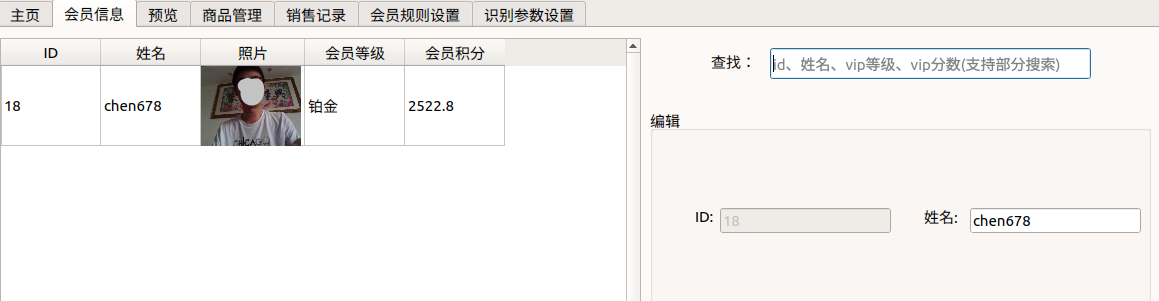 主页 会员信息 预览 商品管理 销售记录 会员规则设置 识别参数设置
ID 姓名 照片 会员等级 会员积分
18 chen678 铂金 2522.8
查找： id、姓名、vip等级、vip分数(支持部分搜索)
编辑
ID: 18 姓名: chen678